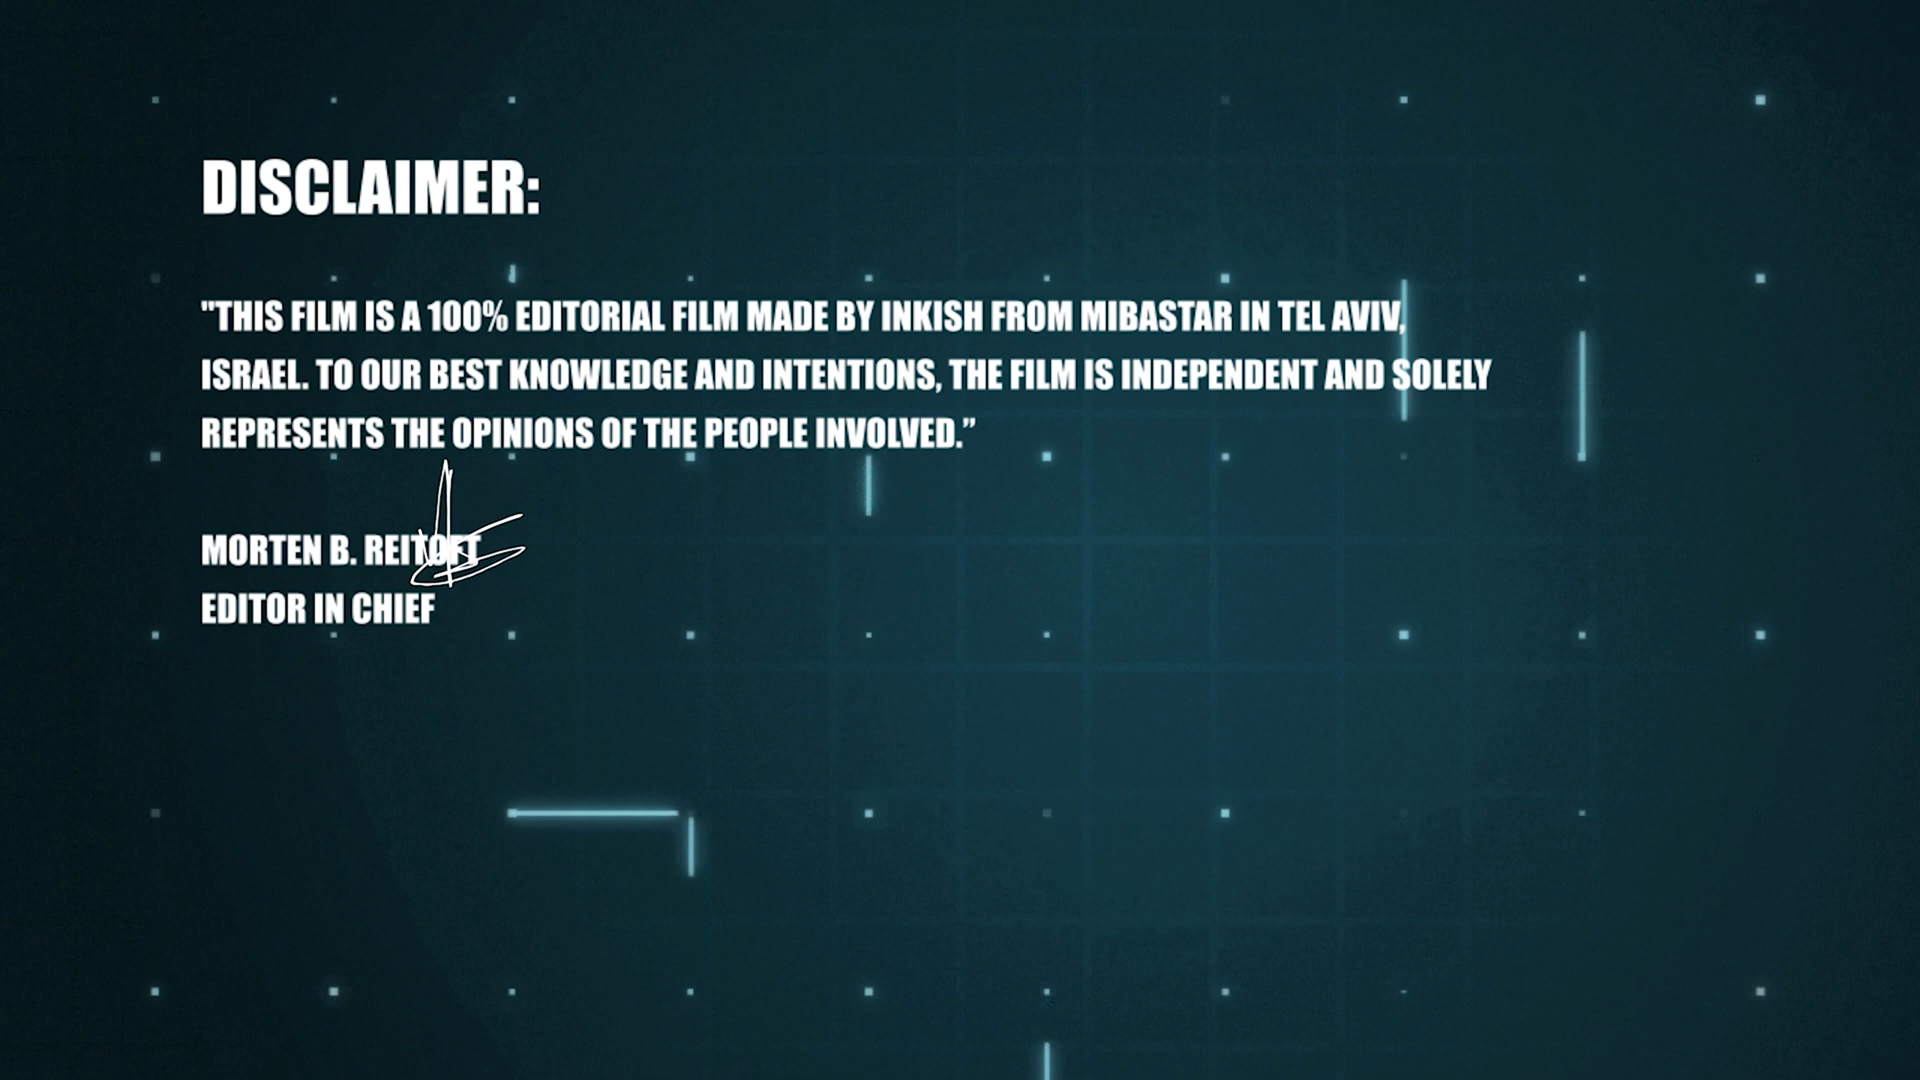 DISCLAIMER:
"THIS FILM IS A 100% EDITORIAL FILM MADE BY INKISH FROM MIBASTAR IN TEL AVIV,
ISRAEL. TO OUR BEST KNOWLEDGE AND INTENTIONS, THE FILM IS INDEPENDENT AND SOLELY
REPRESENTS THE OPINIONS OF THE PEOPLE INVOLVED.”
MORTEN B. REITOFT
EDITOR IN CHIEF